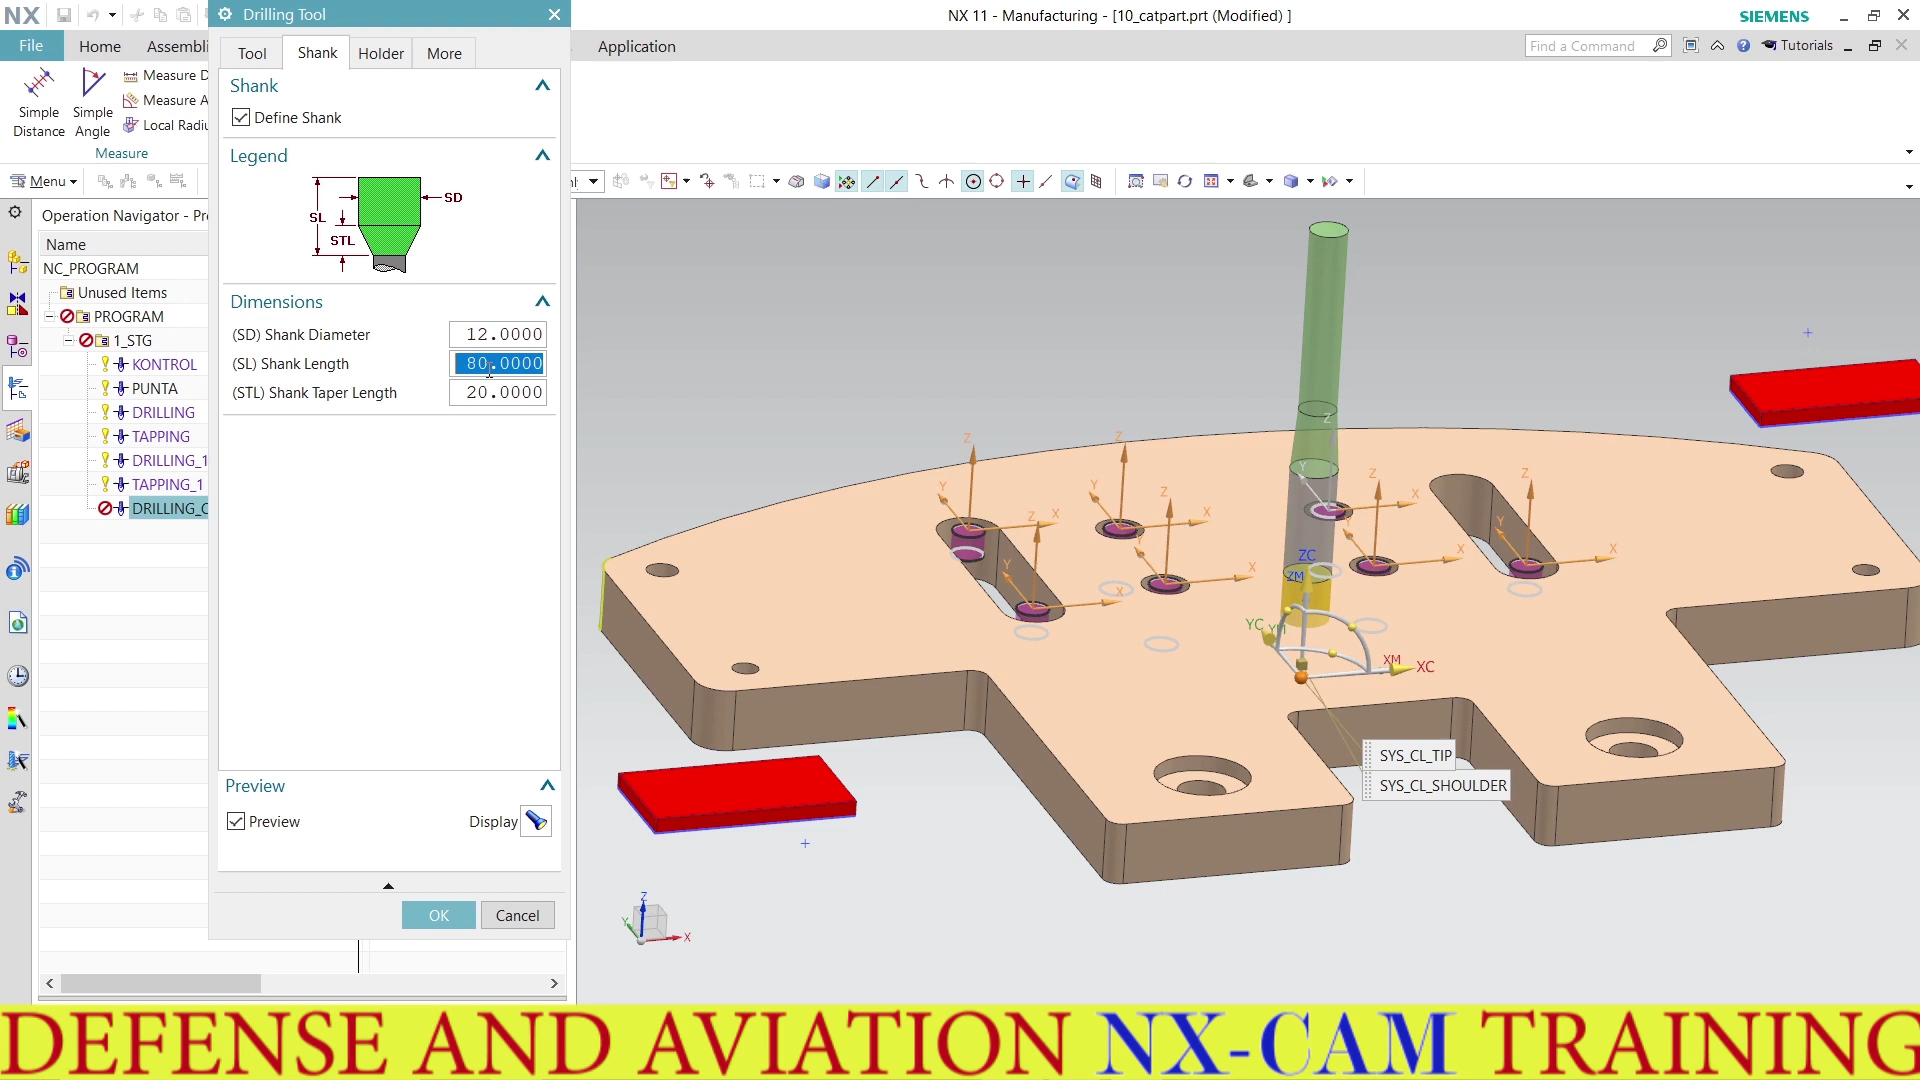 NX
Drilling Tool
NX 11 - Manufacturing - [10_catpart.prt (Modified) ]
SIEMENS
File
Home
Assembli
Application
Find a Command
Tutorials
Tool
Shank
Holder
More
Simple
Distance
Simple
Angle
Measure D
Measure A
Local Radiu
Measure
Shank
Define Shank
Legend
SD
SL
STL
Menu
Operation Navigator - Pr
Name
NC_PROGRAM
Unused Items
PROGRAM
1_STG
KONTROL
PUNTA
DRILLING
TAPPING
DRILLING_1
TAPPING_1
DRILLING_C
Dimensions
(SD) Shank Diameter
12.0000
(SL) Shank Length
80.0000
(STL) Shank Taper Length
20.0000
Preview
Preview
Display
OK
Cancel
Z
Y
X
Z
Y
X
Z
Y
X
Z
Y
X
Z
Y
Z
Y
X
Z
Y
X
X
ZC
ZM
YC
YM
XM
XC
SYS_CL_TIP
SYS_CL_SHOULDER
Z
Y
X
DEFENSE AND AVIATION NX-CAM TRAINING